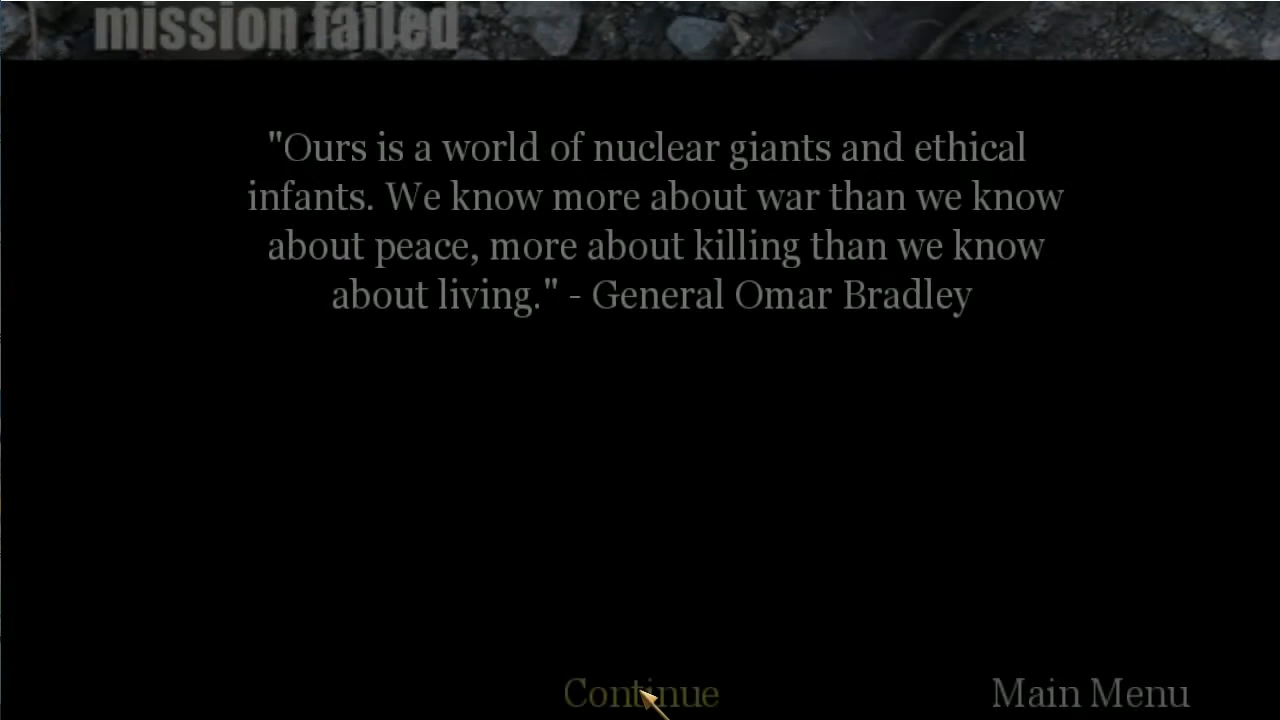 mission failed
"Ours is a world of nuclear giants and ethical
infants. We know more about war than we know
about peace, more about killing than we know
about living." - General Omar Bradley
Continue
Main Menu